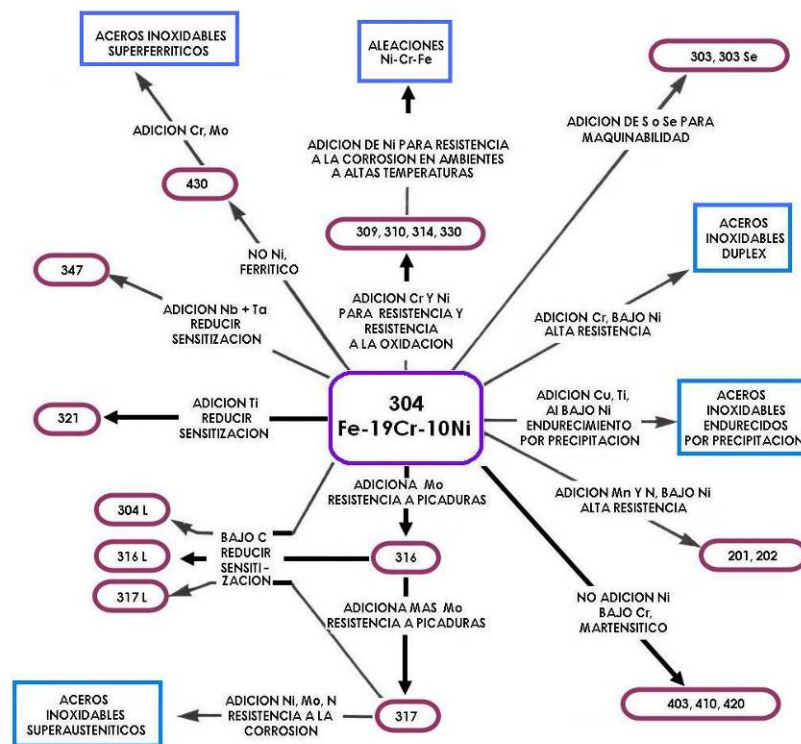 ACEROS INOXIDABLES
SUPERFERRITICOS
ALEACIONES
Ni-Cr-Fe
303, 303 Se
ADICION Cr, Mo
ADICION DE Ni PARA RESISTENCIA
A LA CORROSION EN AMBIENTES
A ALTAS TEMPERATURAS
ADICION DE S o Se PARA
MAQUINABILIDAD
430
309, 310, 314, 330
ACEROS
INOXIDABLES
DUPLEX
NO Ni,
FERRITICO
347
ADICION Nb + Ta
REDUCIR
SENSITIZACION
ADICION Cr Y Ni
PARA RESISTENCIA Y
RESISTENCIA
A LA OXIDACION
ADICION Cr, BAJO Ni
ALTA RESISTENCIA
321
ADICION Ti
REDUCIR
SENSITIZACION
304
Fe-19Cr-10Ni
ADICION Cu, Ti,
Al BAJO Ni
ENDURECIMIENTO
POR PRECIPITACION
ACEROS
INOXIDABLES
ENDURECIDOS
POR PRECIPITACION
ADICIONA Mo
RESISTENCIA A PICADURAS
ADICION Mn Y N, BAJO Ni
ALTA RESISTENCIA
304 L
316 L
317 L
BAJO C
REDUCIR
SENSITI-
ZACION
316
201, 202
ADICIONA MAS Mo
RESISTENCIA A PICADURAS
NO ADICION Ni
BAJO Cr,
MARTENSITICO
ACEROS
INOXIDABLES
SUPERAUSTENITICOS
ADICION Ni, Mo, N
RESISTENCIA A LA
CORROSION
317
403, 410, 420